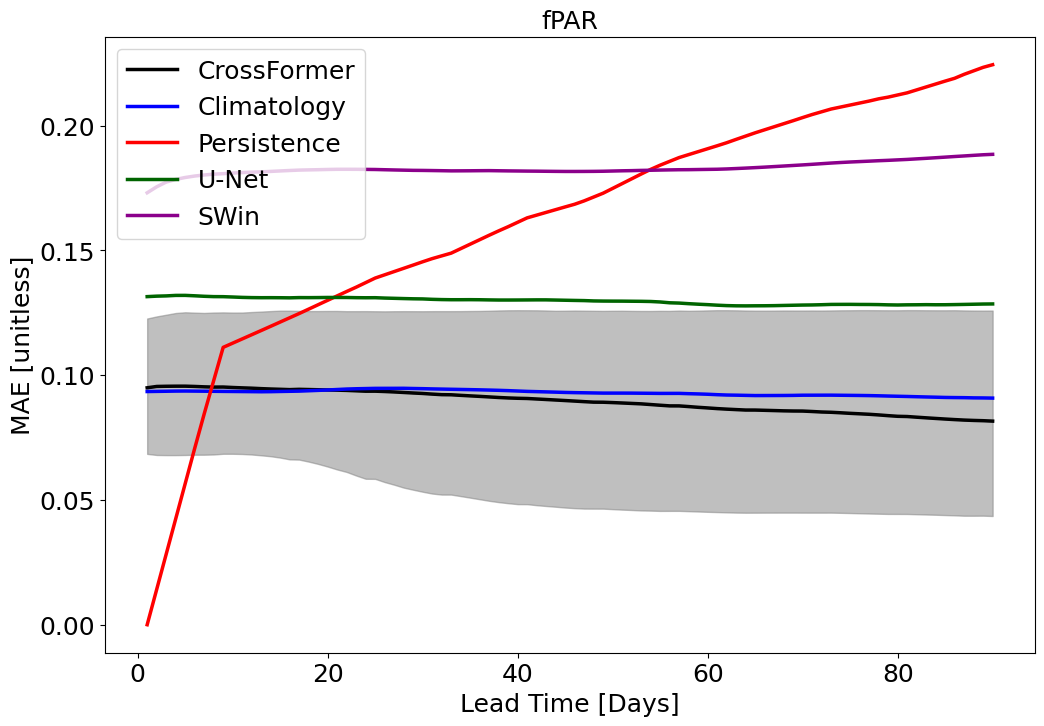 fPAR
CrossFormer
Climatology
Persistence
U-Net
SWin
MAE [unitless]
0.20
0.15
0.10
0.05
0.00
0 20 40 60 80
Lead Time [Days]